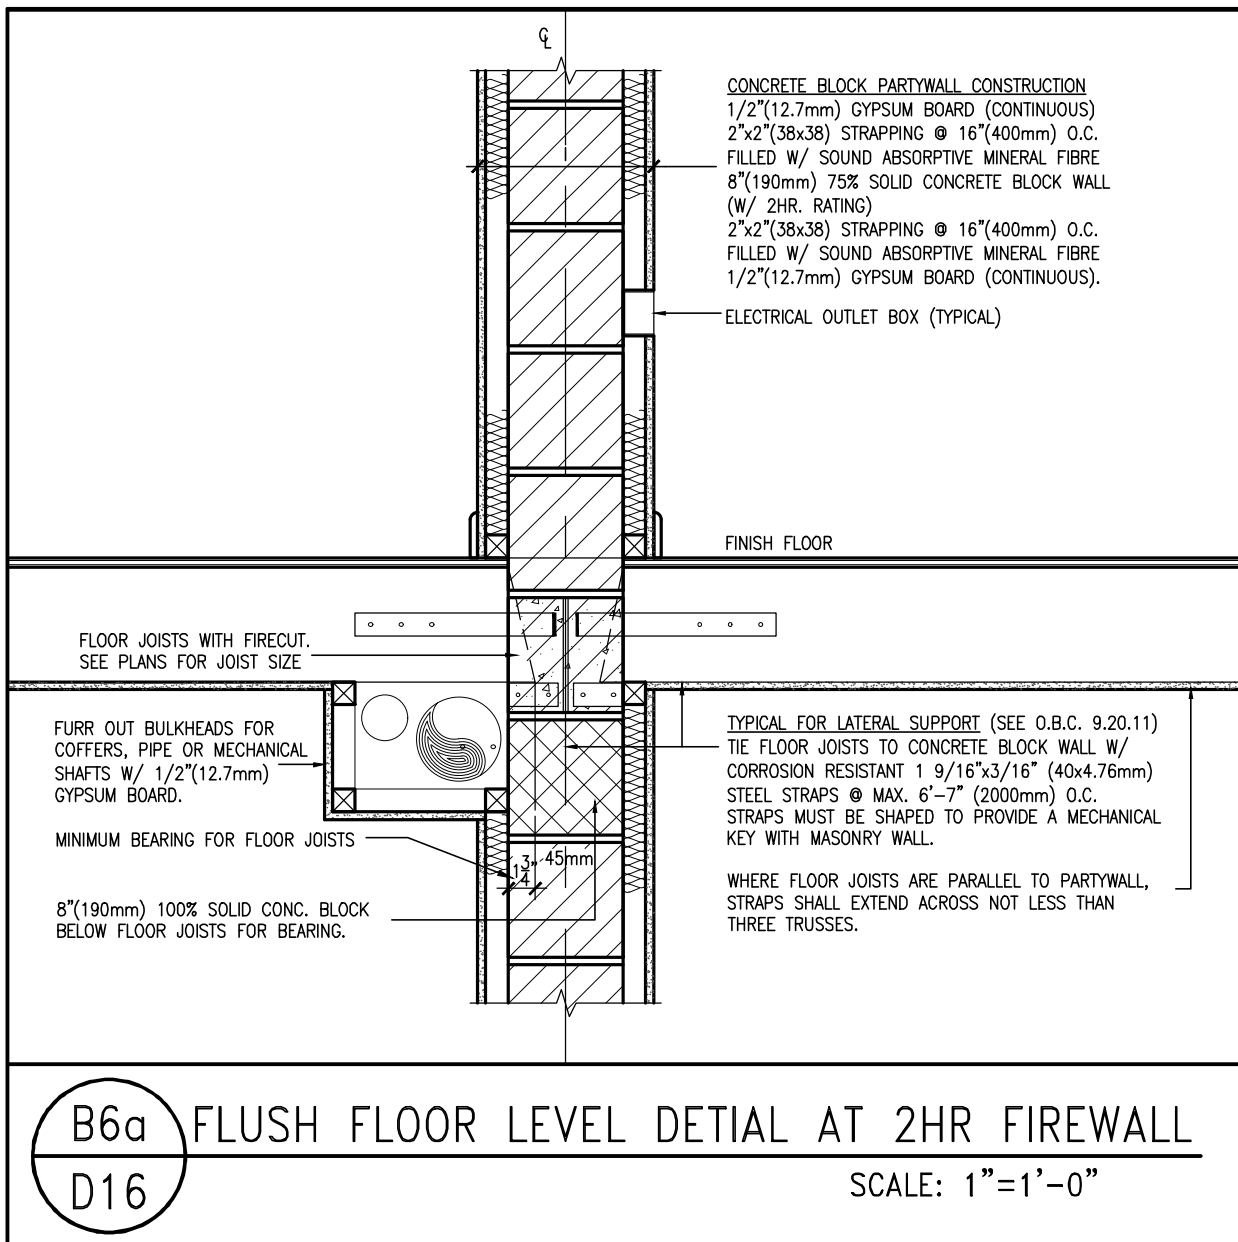 ℄
CONCRETE BLOCK PARTYWALL CONSTRUCTION
1/2"(12.7mm) GYPSUM BOARD (CONTINUOUS)
2"x2"(38x38) STRAPPING @ 16"(400mm) O.C.
FILLED W/ SOUND ABSORPTIVE MINERAL FIBRE
8"(190mm) 75% SOLID CONCRETE BLOCK WALL
(W/ 2HR. RATING)
2"x2"(38x38) STRAPPING @ 16"(400mm) O.C.
FILLED W/ SOUND ABSORPTIVE MINERAL FIBRE
1/2"(12.7mm) GYPSUM BOARD (CONTINUOUS).
ELECTRICAL OUTLET BOX (TYPICAL)
FINISH FLOOR
FLOOR JOISTS WITH FIRECUT.
SEE PLANS FOR JOIST SIZE
FURR OUT BULKHEADS FOR
COFFERS, PIPE OR MECHANICAL
SHAFTS W/ 1/2"(12.7mm)
GYPSUM BOARD.
MINIMUM BEARING FOR FLOOR JOISTS
1 3/4" 45mm
8"(190mm) 100% SOLID CONC. BLOCK
BELOW FLOOR JOISTS FOR BEARING.
TYPICAL FOR LATERAL SUPPORT (SEE O.B.C. 9.20.11)
TIE FLOOR JOISTS TO CONCRETE BLOCK WALL W/
CORROSION RESISTANT 1 9/16"x3/16" (40x4.76mm)
STEEL STRAPS @ MAX. 6'-7" (2000mm) O.C.
STRAPS MUST BE SHAPED TO PROVIDE A MECHANICAL
KEY WITH MASONRY WALL.
WHERE FLOOR JOISTS ARE PARALLEL TO PARTYWALL,
STRAPS SHALL EXTEND ACROSS NOT LESS THAN
THREE TRUSSES.
B6a
D16
FLUSH FLOOR LEVEL DETIAL AT 2HR FIREWALL
SCALE: 1"=1'-0"